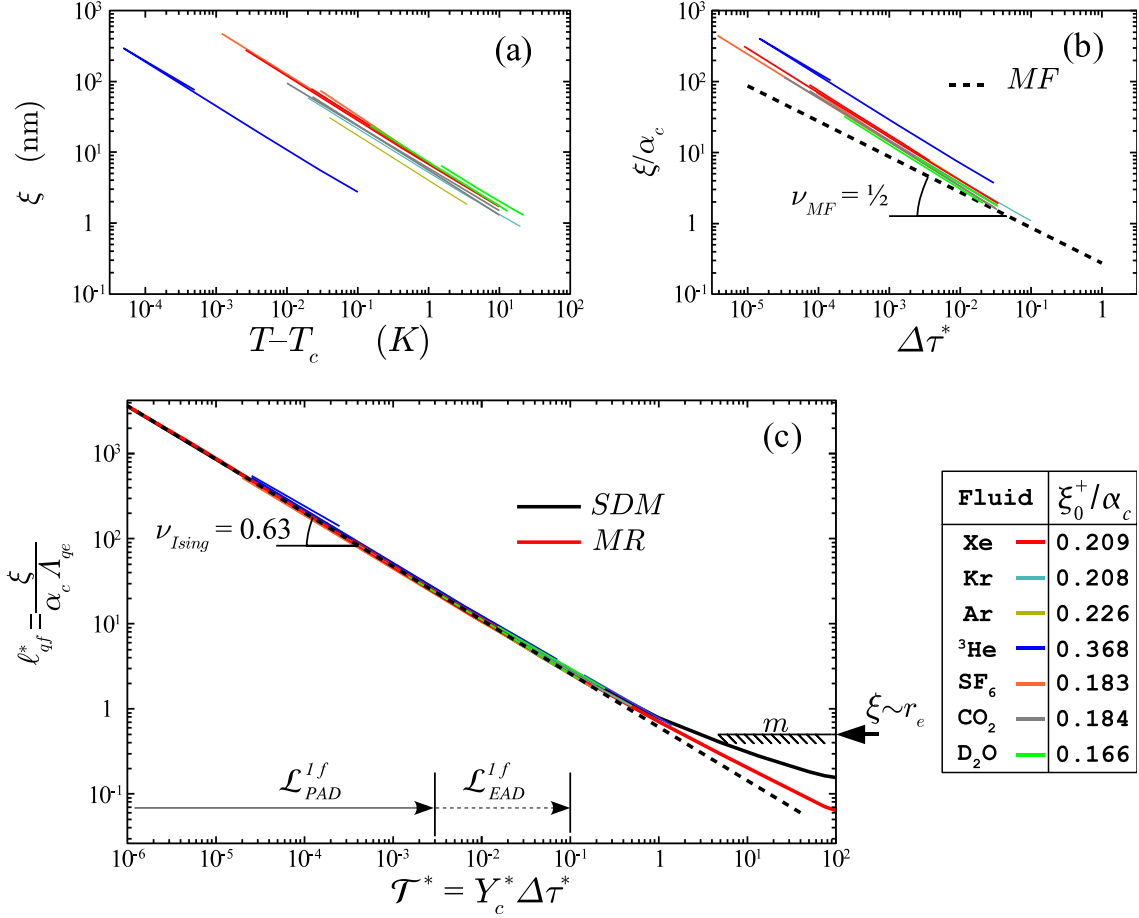 (a)
10³
10²
10
1
10⁻¹
ξ (nm)
10⁻⁴ 10⁻³ 10⁻² 10⁻¹ 1 10 10²
T–T_c (K)
(b)
MF
10³
10²
10
1
10⁻¹
ξ/α_c
ν_MF = ½
10⁻⁵ 10⁻⁴ 10⁻³ 10⁻² 10⁻¹ 1
Δτ*
(c)
10³
10²
10
1
10⁻¹
ℓ*_qf = ξ / α_c Λ_qe
ν_Ising = 0.63
SDM
MR
m
ξ~r_e
ℒ^1f_PAD ℒ^1f_EAD
10⁻⁶ 10⁻⁵ 10⁻⁴ 10⁻³ 10⁻² 10⁻¹ 1 10 10²
𝒯* = Y_c* Δτ*
Fluid ξ₀⁺/α_c
Xe 0.209
Kr 0.208
Ar 0.226
³He 0.368
SF₆ 0.183
CO₂ 0.184
D₂O 0.166